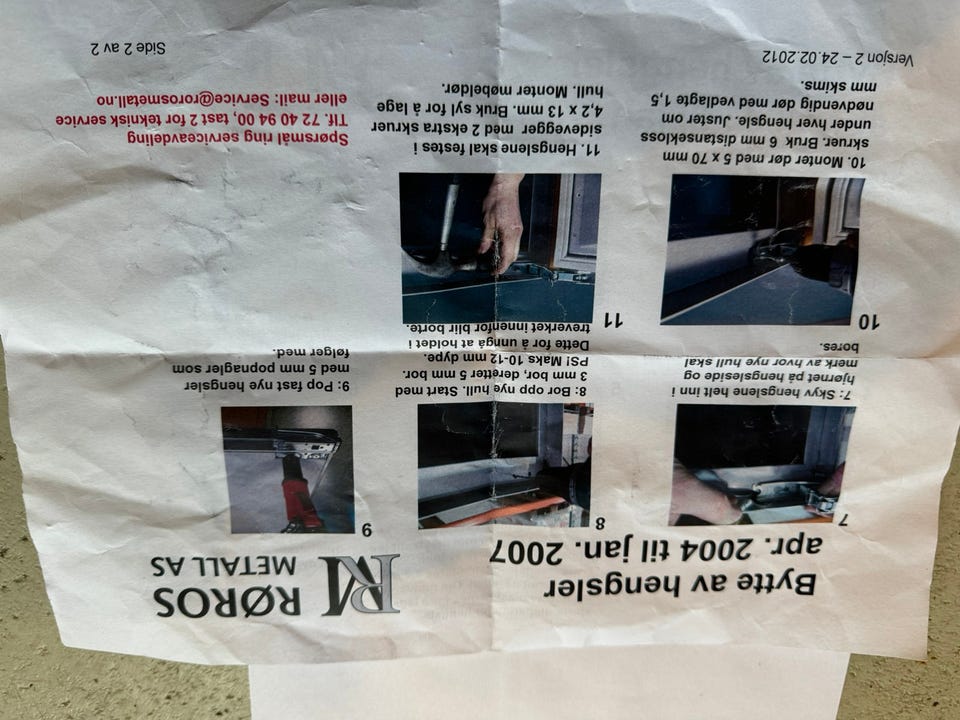 Bytte av hengsler
apr. 2004 til jan. 2007
RM
RØROS
METALL AS
7
7: Skyv hengslene helt inn i
hjørnet på hengsleside og
merk av hvor nye hull skal
bores.
8
8: Bor opp nye hull. Start med
3 mm bor, deretter 5 mm bor.
PS! Maks 10-12 mm dype.
Dette for å unngå at holdet i
treverket innenfor blir borte.
9
9: Pop fast nye hengsler
med 5 mm popnagler som
følger med.
10
10. Monter dør med 5 x 70 mm
skruer. Bruk 6 mm distansekloss
under hver hengsle. Juster om
nødvendig dør med vedlagte 1,5
mm skims.
11
11. Hengslene skal festes i
sidevegger med 2 ekstra skruer
4,2 x 13 mm. Bruk syl for å lage
hull. Monter møbeldør.
Spørsmål ring serviceavdeling
Tlf. 72 40 94 00, tast 2 for teknisk service
eller mail: Service@rorosmetall.no
Versjon 2 – 24.02.2012
Side 2 av 2